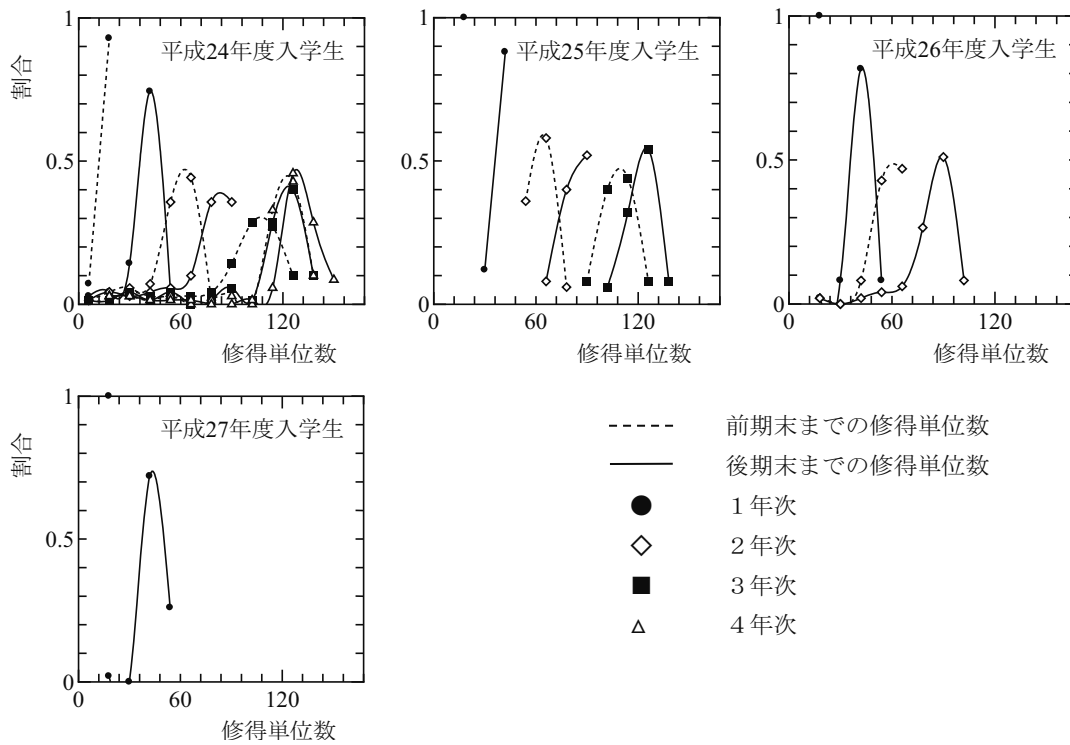 平成24年度入学生
1
0.5
0
0
60
120
割合
修得単位数
平成25年度入学生
1
0.5
0
0
60
120
修得単位数
平成26年度入学生
1
0.5
0
0
60
120
修得単位数
平成27年度入学生
1
0.5
0
0
60
120
割合
修得単位数
前期末までの修得単位数
後期末までの修得単位数
1年次
2年次
3年次
4年次